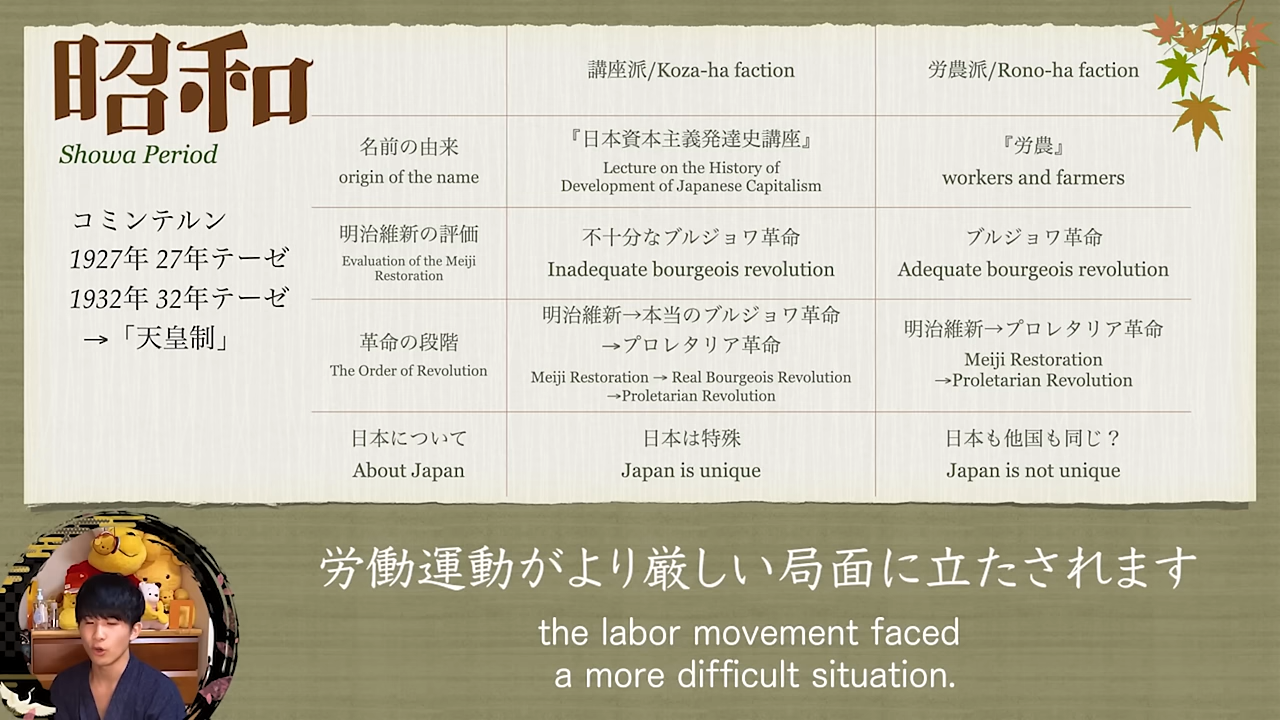 昭和
Showa Period
コミンテルン
1927年 27年テーゼ
1932年 32年テーゼ
→「天皇制」
講座派/Koza-ha faction
労農派/Rono-ha faction
名前の由来
origin of the name
『日本資本主義発達史講座』
Lecture on the History of
Development of Japanese Capitalism
『労農』
workers and farmers
明治維新の評価
Evaluation of the Meiji
Restoration
不十分なブルジョワ革命
Inadequate bourgeois revolution
ブルジョワ革命
Adequate bourgeois revolution
革命の段階
The Order of Revolution
明治維新→本当のブルジョワ革命
→プロレタリア革命
Meiji Restoration → Real Bourgeois Revolution
→Proletarian Revolution
明治維新→プロレタリア革命
Meiji Restoration
→Proletarian Revolution
日本について
About Japan
日本は特殊
Japan is unique
日本も他国も同じ？
Japan is not unique
労働運動がより厳しい局面に立たされます
the labor movement faced
a more difficult situation.